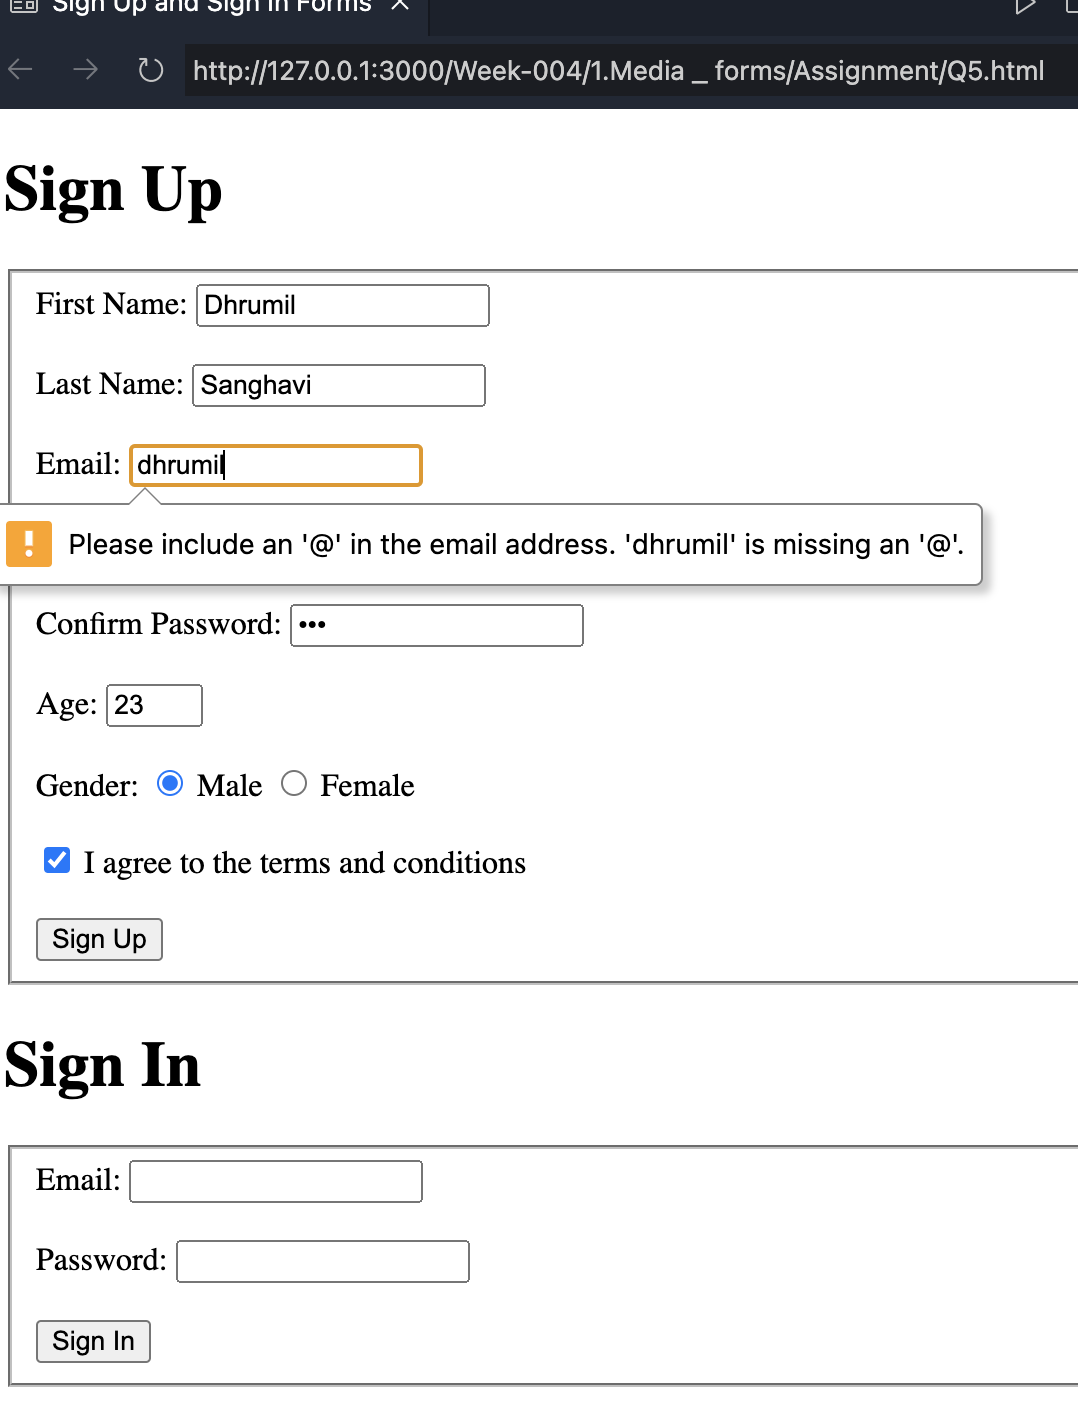 Sign Up and Sign In Forms
http://127.0.0.1:3000/Week-004/1.Media _ forms/Assignment/Q5.html
Sign Up
First Name: Dhrumil
Last Name: Sanghavi
Email: dhrumil
Please include an '@' in the email address. 'dhrumil' is missing an '@'.
Confirm Password: •••
Age: 23
Gender: Male Female
I agree to the terms and conditions
Sign Up
Sign In
Email:
Password:
Sign In